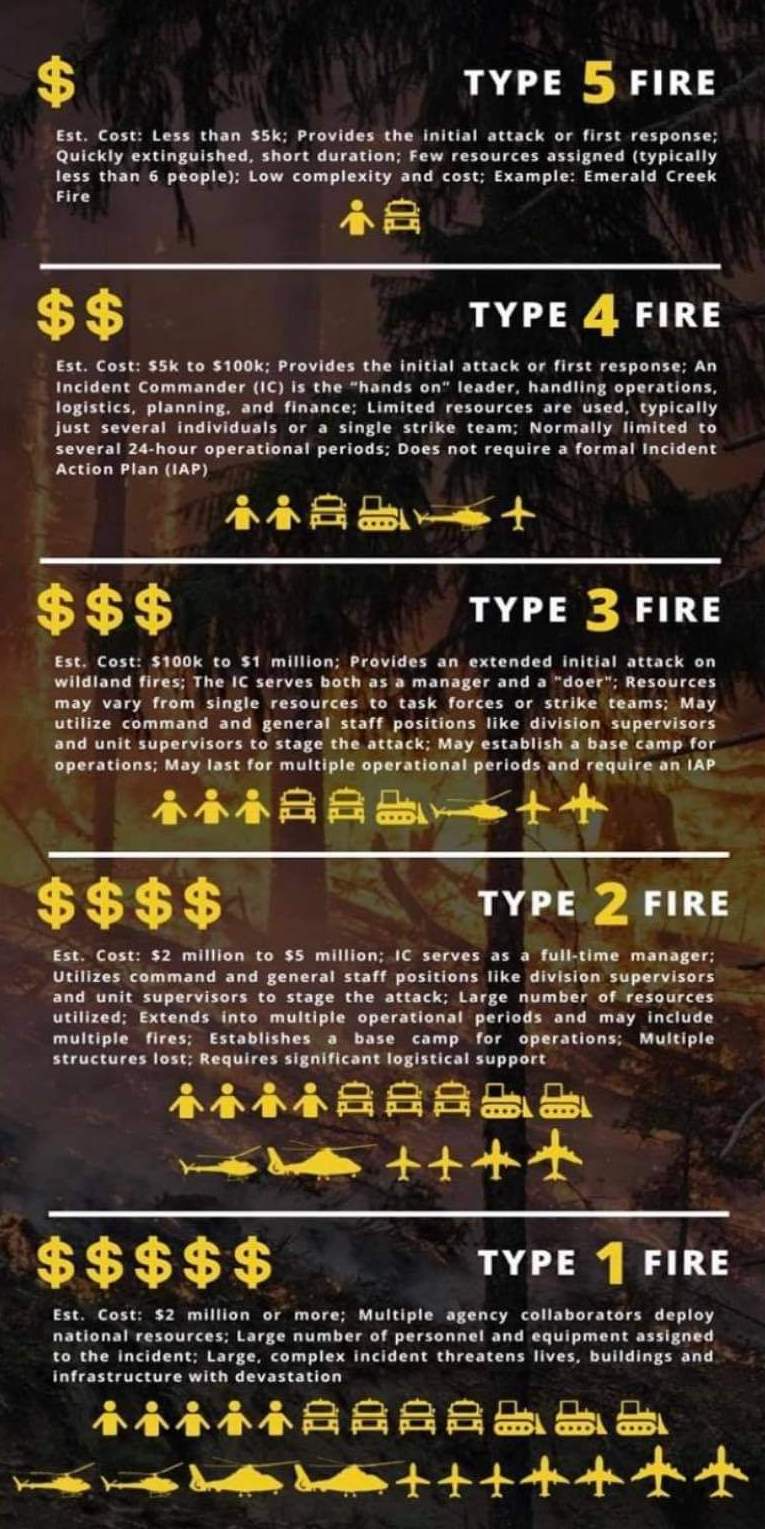 $ TYPE 5 FIRE
Est. Cost: Less than $5k; Provides the initial attack or first response;
Quickly extinguished, short duration; Few resources assigned (typically
less than 6 people); Low complexity and cost; Example: Emerald Creek
Fire
$$ TYPE 4 FIRE
Est. Cost: $5k to $100k; Provides the initial attack or first response; An
Incident Commander (IC) is the "hands on" leader, handling operations,
logistics, planning, and finance; Limited resources are used, typically
just several individuals or a single strike team; Normally limited to
several 24-hour operational periods; Does not require a formal Incident
Action Plan (IAP)
$$$ TYPE 3 FIRE
Est. Cost: $100k to $1 million; Provides an extended initial attack on
wildland fires; The IC serves both as a manager and a "doer"; Resources
may vary from single resources to task forces or strike teams; May
utilize command and general staff positions like division supervisors
and unit supervisors to stage the attack; May establish a base camp for
operations; May last for multiple operational periods and require an IAP
$$$$ TYPE 2 FIRE
Est. Cost: $2 million to $5 million; IC serves as a full-time manager;
Utilizes command and general staff positions like division supervisors
and unit supervisors to stage the attack; Large number of resources
utilized; Extends into multiple operational periods and may include
multiple fires; Establishes a base camp for operations; Multiple
structures lost; Requires significant logistical support
$$$$$ TYPE 1 FIRE
Est. Cost: $2 million or more; Multiple agency collaborators deploy
national resources; Large number of personnel and equipment assigned
to the incident; Large, complex incident threatens lives, buildings and
infrastructure with devastation